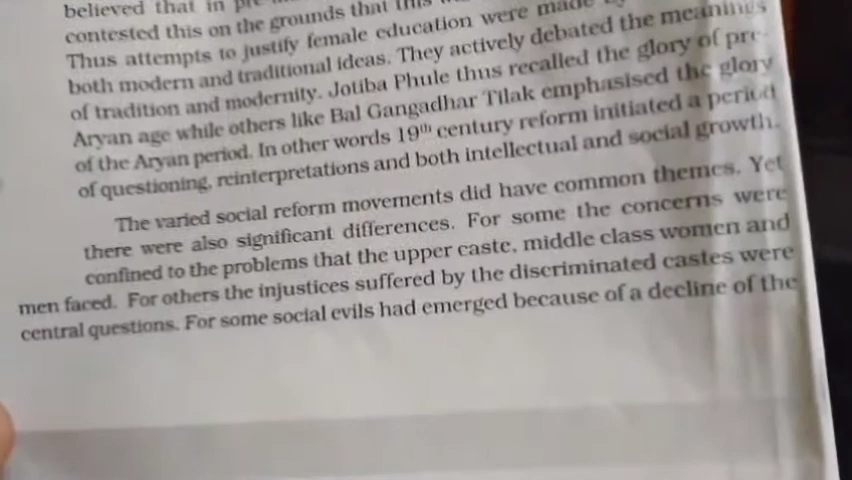 believed that in pre
contested this on the grounds that this
Thus attempts to justify female education were made
both modern and traditional ideas. They actively debated the meanings
of tradition and modernity. Jotiba Phule thus recalled the glory of pre-
Aryan age while others like Bal Gangadhar Tilak emphasised the glory
of the Aryan period. In other words 19th century reform initiated a period
of questioning, reinterpretations and both intellectual and social growth.
The varied social reform movements did have common themes. Yet
there were also significant differences. For some the concerns were
confined to the problems that the upper caste, middle class women and
men faced. For others the injustices suffered by the discriminated castes were
central questions. For some social evils had emerged because of a decline of the